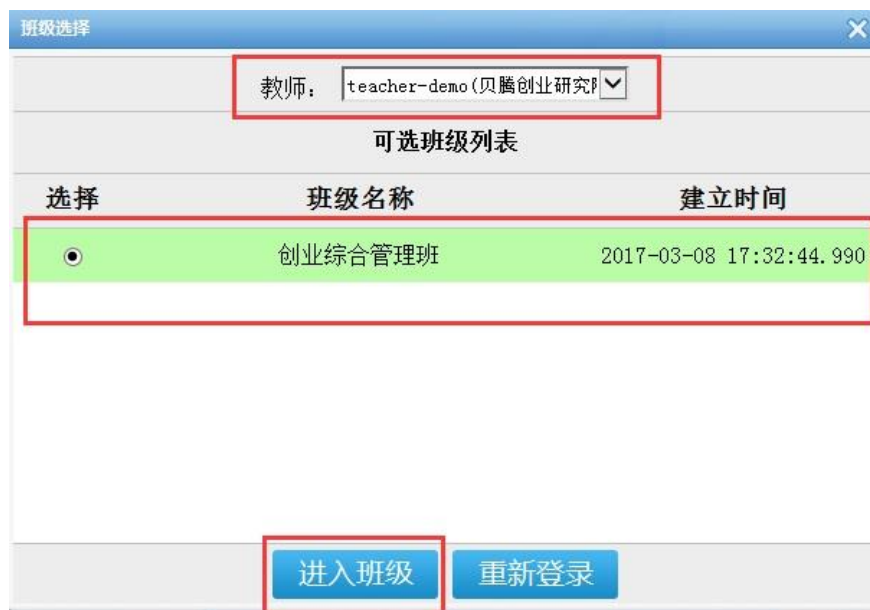 班级选择
教师： teacher-demo(贝腾创业研究
可选班级列表
选择 班级名称 建立时间
创业综合管理班 2017-03-08 17:32:44.990
进入班级 重新登录